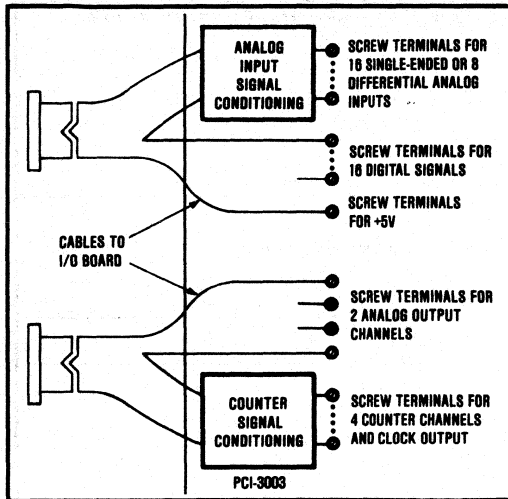 ANALOG
INPUT
SIGNAL
CONDITIONING
SCREW TERMINALS FOR
16 SINGLE-ENDED OR 8
DIFFERENTIAL ANALOG
INPUTS
SCREW TERMINALS FOR
16 DIGITAL SIGNALS
SCREW TERMINALS
FOR +5V
CABLES TO
I/O BOARD
SCREW TERMINALS FOR
2 ANALOG OUTPUT
CHANNELS
COUNTER
SIGNAL
CONDITIONING
SCREW TERMINALS FOR
4 COUNTER CHANNELS
AND CLOCK OUTPUT
PCI-3003